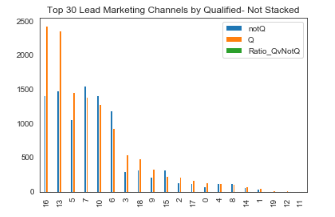 Top 30 Lead Marketing Channels by Qualified- Not Stacked
notQ
Q
Ratio_QvNotQ
2500
2000
1500
1000
500
0
16 13 5 7 10 6 3 18 9 15 2 17 0 4 8 14 1 19 12 11